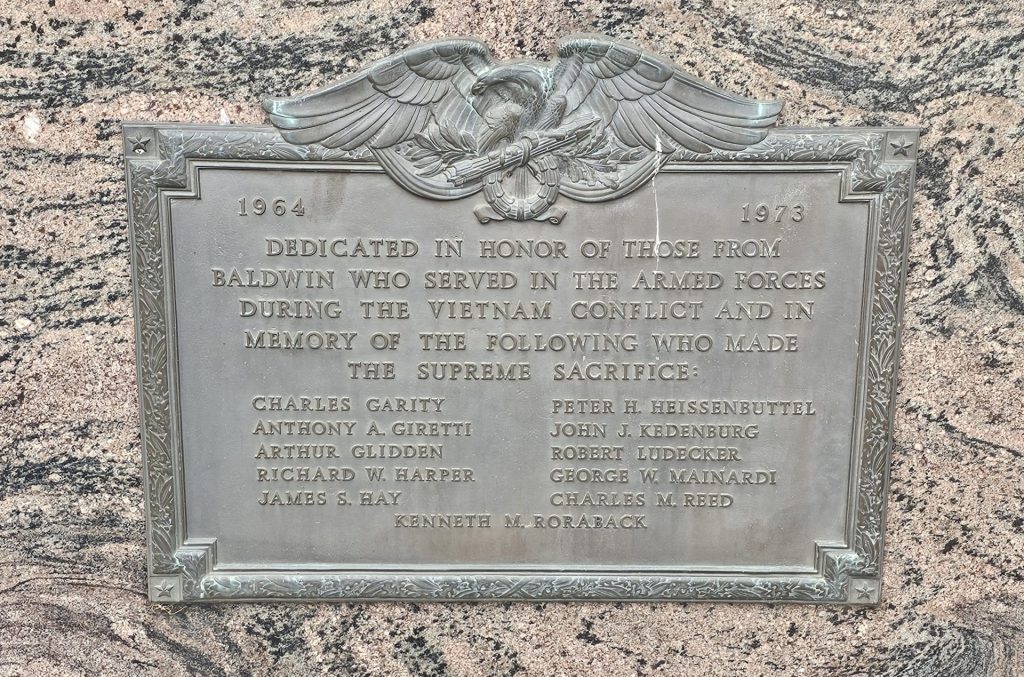 1964 1973
DEDICATED IN HONOR OF THOSE FROM
BALDWIN WHO SERVED IN THE ARMED FORCES
DURING THE VIETNAM CONFLICT AND IN
MEMORY OF THE FOLLOWING WHO MADE
THE SUPREME SACRIFICE:
CHARLES GARITY PETER H. HEISSENBUTTEL
ANTHONY A. GIRETTI JOHN J. KEDENBURG
ARTHUR GLIDDEN ROBERT LUDECKER
RICHARD W. HARPER GEORGE W. MAINARDI
JAMES S. HAY CHARLES M. REED
KENNETH M. RORABACK